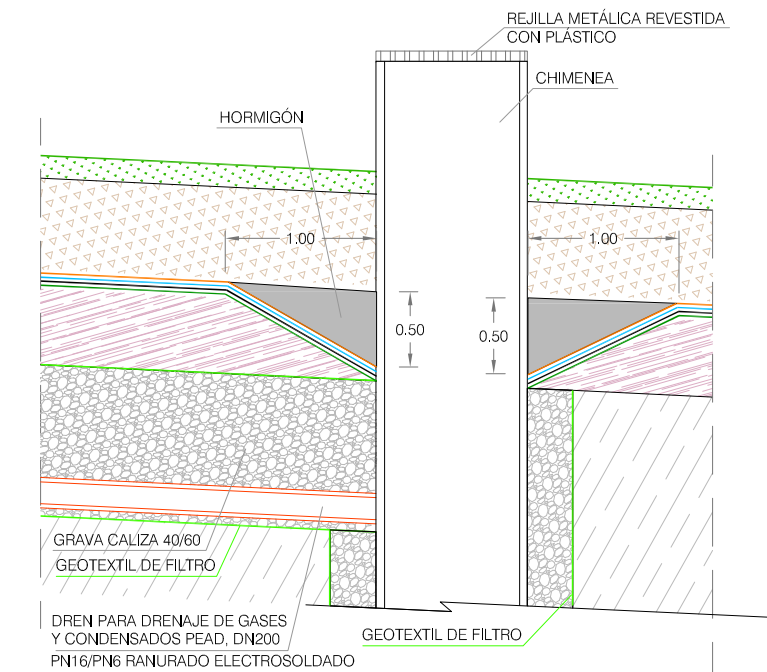 REJILLA METÁLICA REVESTIDA
CON PLÁSTICO
CHIMENEA
HORMIGÓN
1.00
1.00
0.50
0.50
GRAVA CALIZA 40/60
GEOTEXTIL DE FILTRO
DREN PARA DRENAJE DE GASES
Y CONDENSADOS PEAD, DN200
PN16/PN6 RANURADO ELECTROSOLDADO
GEOTEXTIL DE FILTRO